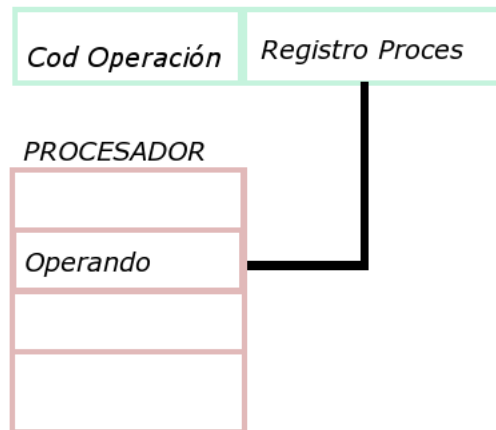 Cod Operación
Registro Proces
PROCESADOR
Operando